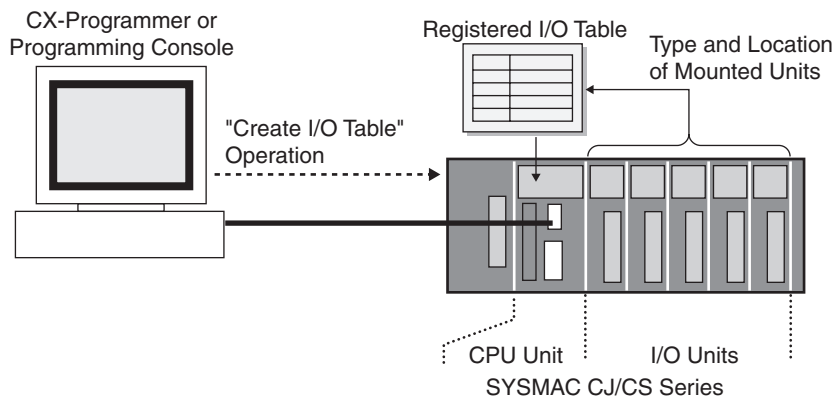 CX-Programmer or
Programming Console
Registered I/O Table
Type and Location
of Mounted Units
"Create I/O Table"
Operation
CPU Unit
I/O Units
SYSMAC CJ/CS Series